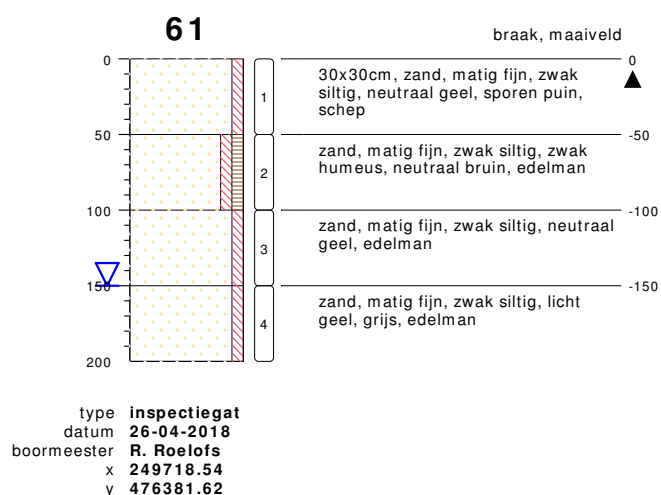 61
braak, maaiveld
0
0
30x30cm, zand, matig fijn, zwak
siltig, neutraal geel, sporen puin,
schep
1
50
-50
zand, matig fijn, zwak siltig, zwak
humeus, neutraal bruin, edelman
2
100
-100
zand, matig fijn, zwak siltig, neutraal
geel, edelman
3
150
-150
zand, matig fijn, zwak siltig, licht
geel, grijs, edelman
4
200
type inspectiegat
datum 26-04-2018
boormeester R. Roelofs
x 249718.54
y 476381.62